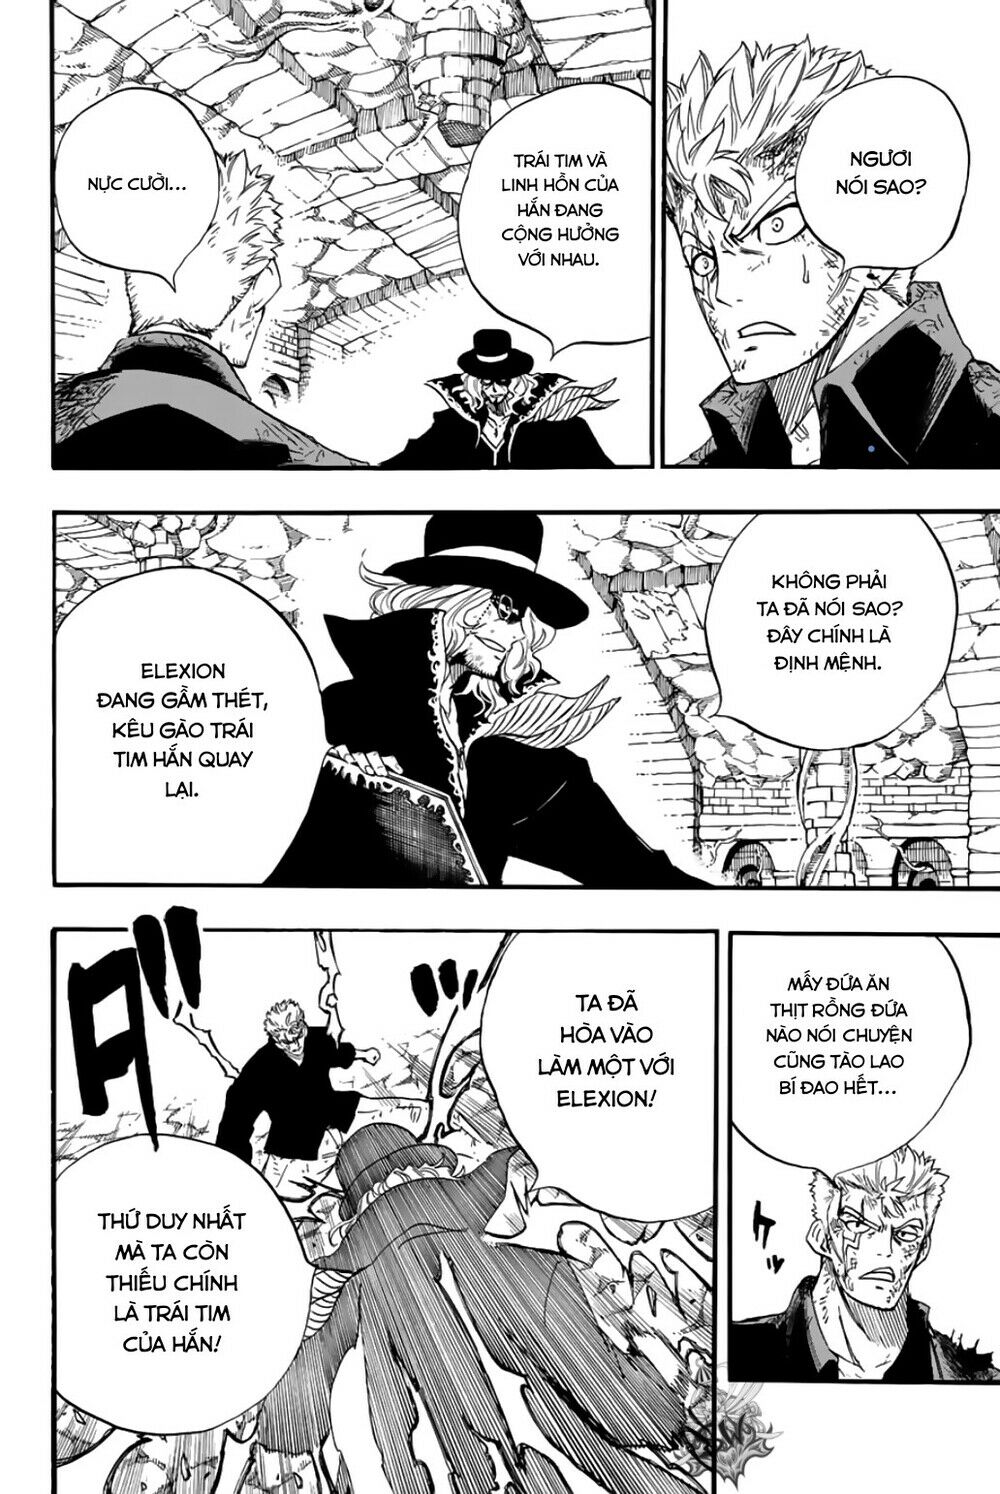 NGƯƠI
NÓI SAO?
TRÁI TIM VÀ
LINH HỒN CỦA
HẮN ĐANG
CỘNG HƯỞNG
VỚI NHAU.
NỰC CƯỜI...
KHÔNG PHẢI
TA ĐÃ NÓI SAO?
ĐÂY CHÍNH LÀ
ĐỊNH MỆNH.
ELEXION
ĐANG GẦM THÉT,
KÊU GÀO TRÁI
TIM HẮN QUAY
LẠI.
MẤY ĐỨA ĂN
THỊT RỒNG ĐỨA
NÀO NÓI CHUYỆN
CŨNG TÀO LAO
BÍ ĐAO HẾT...
ケッ
TA ĐÃ
HÒA VÀO
LÀM MỘT VỚI
ELEXION!
THỨ DUY NHẤT
MÀ TA CÒN
THIẾU CHÍNH
LÀ TRÁI TIM
CỦA HẮN!